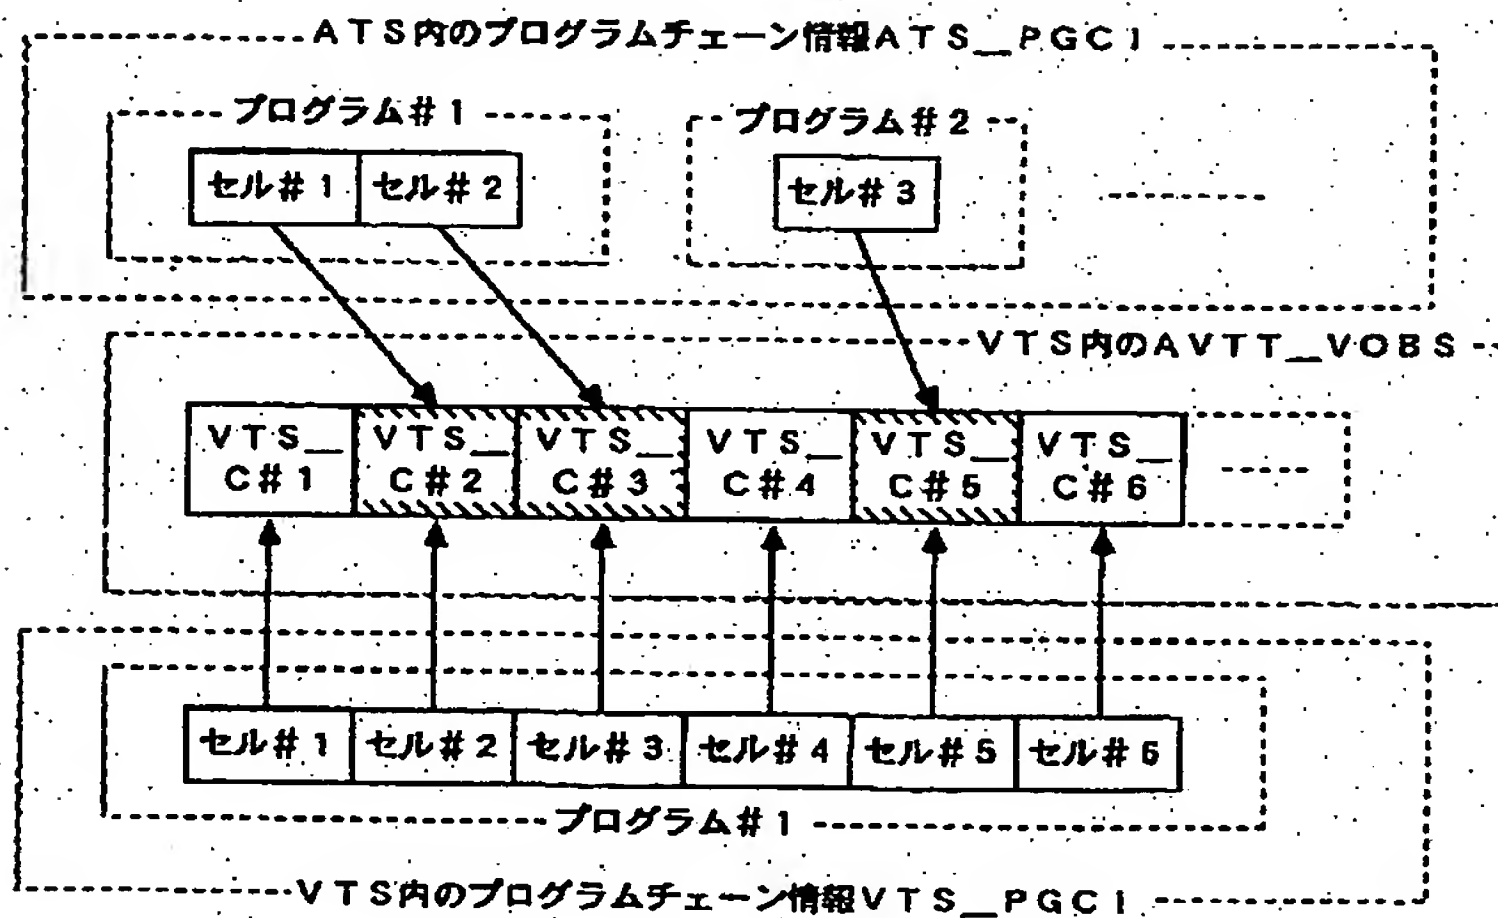 ATS内のプログラムチェーン情報ATS_PGCI
プログラム#1
プログラム#2
セル#1
セル#2
セル#3
VTS内のAVTT_VOBS
VTS_C#1
VTS_C#2
VTS_C#3
VTS_C#4
VTS_C#5
VTS_C#6
セル#1
セル#2
セル#3
セル#4
セル#5
セル#6
プログラム#1
VTS内のプログラムチェーン情報VTS_PGCI